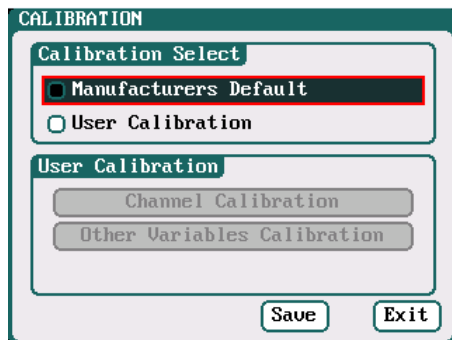 CALIBRATION
Calibration Select
Manufacturers Default
User Calibration
User Calibration
Channel Calibration
Other Variables Calibration
Save Exit